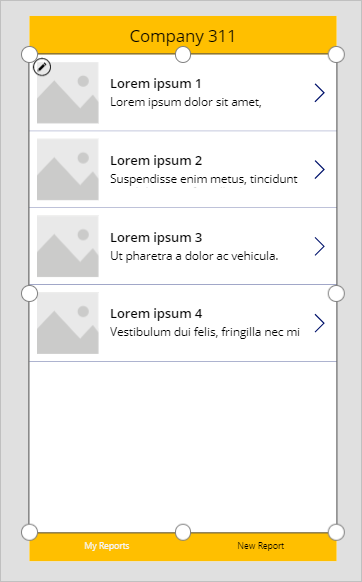 Company 311
Lorem ipsum 1
Lorem ipsum dolor sit amet,
Lorem ipsum 2
Suspendisse enim metus, tincidunt
Lorem ipsum 3
Ut pharetra a dolor ac vehicula.
Lorem ipsum 4
Vestibulum dui felis, fringilla nec mi
My Reports
New Report